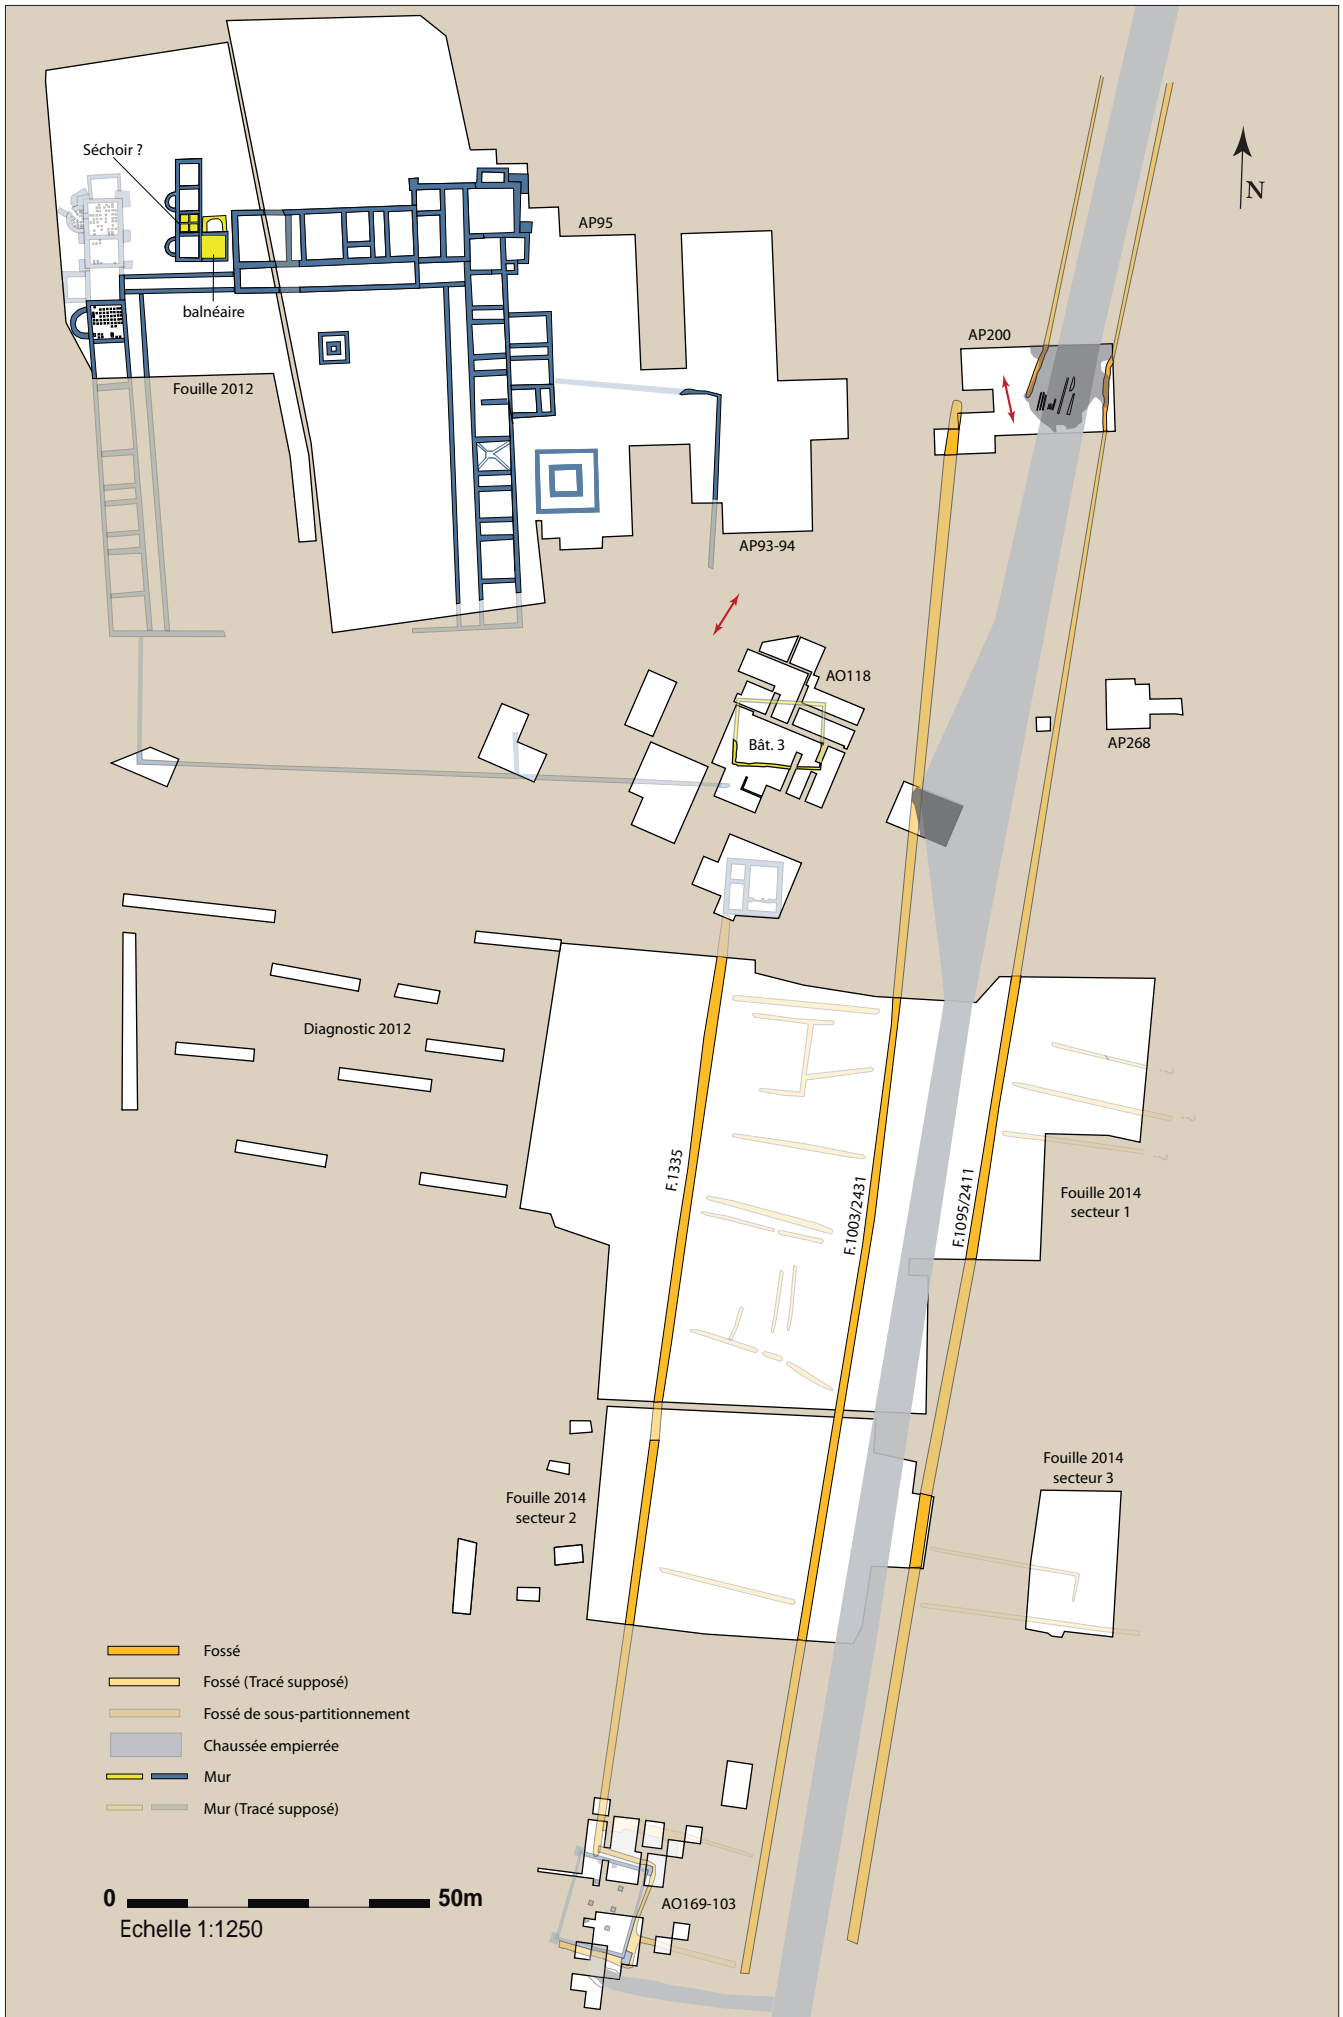 N
Séchoir ?
AP95
balnéaire
AP200
Fouille 2012
AP93-94
AO118
Bât. 3
AP268
Diagnostic 2012
?
?
?
F.1335
F.1003/2431
F.1095/2411
Fouille 2014
secteur 1
Fouille 2014
secteur 3
Fouille 2014
secteur 2
Fossé
Fossé (Tracé supposé)
Fossé de sous-partitionnement
Chaussée empierrée
Mur
Mur (Tracé supposé)
0 50m
Echelle 1:1250
AO169-103